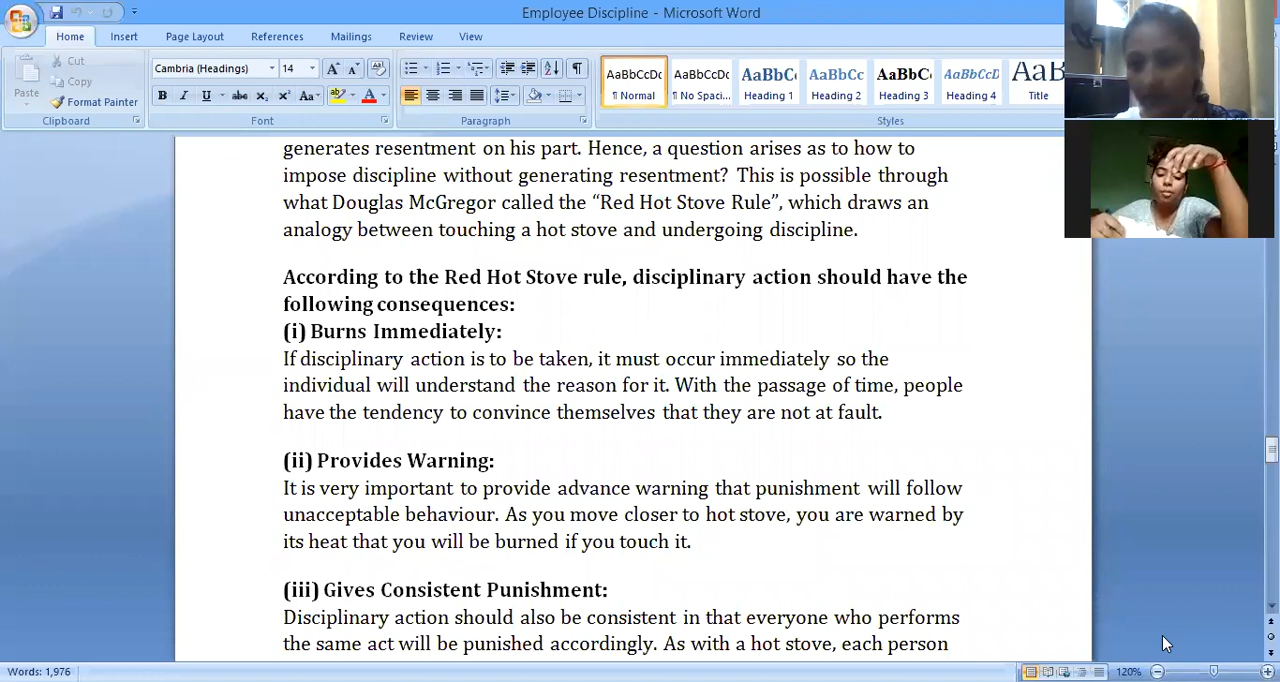 Employee Discipline - Microsoft Word
Home Insert Page Layout References Mailings Review View
Paste
Cut
Copy
Format Painter
Clipboard
Cambria (Headings) 14
Font
Paragraph
AaBbCcDc AaBbCcDc AaBbC( AaBbCc AaBbC( AaBbCcD AaB
¶ Normal ¶ No Spaci... Heading 1 Heading 2 Heading 3 Heading 4 Title
Styles
generates resentment on his part. Hence, a question arises as to how to
impose discipline without generating resentment? This is possible through
what Douglas McGregor called the “Red Hot Stove Rule”, which draws an
analogy between touching a hot stove and undergoing discipline.
According to the Red Hot Stove rule, disciplinary action should have the
following consequences:
(i) Burns Immediately:
If disciplinary action is to be taken, it must occur immediately so the
individual will understand the reason for it. With the passage of time, people
have the tendency to convince themselves that they are not at fault.
(ii) Provides Warning:
It is very important to provide advance warning that punishment will follow
unacceptable behaviour. As you move closer to hot stove, you are warned by
its heat that you will be burned if you touch it.
(iii) Gives Consistent Punishment:
Disciplinary action should also be consistent in that everyone who performs
the same act will be punished accordingly. As with a hot stove, each person
Words: 1,976
120%